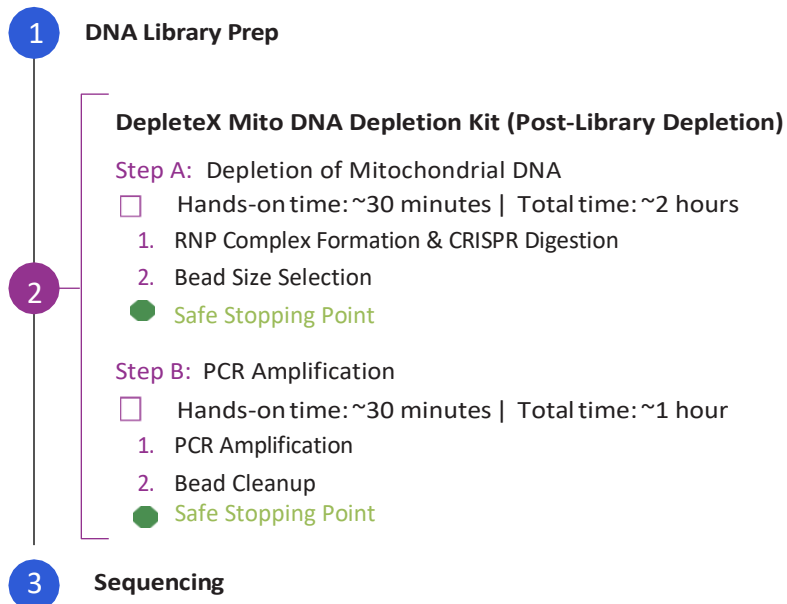 1 DNA Library Prep
DepleteX Mito DNA Depletion Kit (Post-Library Depletion)
Step A: Depletion of Mitochondrial DNA
Hands-on time: ~30 minutes | Total time: ~2 hours
1. RNP Complex Formation & CRISPR Digestion
2
2. Bead Size Selection
Safe Stopping Point
Step B: PCR Amplification
Hands-on time: ~30 minutes | Total time: ~1 hour
1. PCR Amplification
2. Bead Cleanup
Safe Stopping Point
3 Sequencing